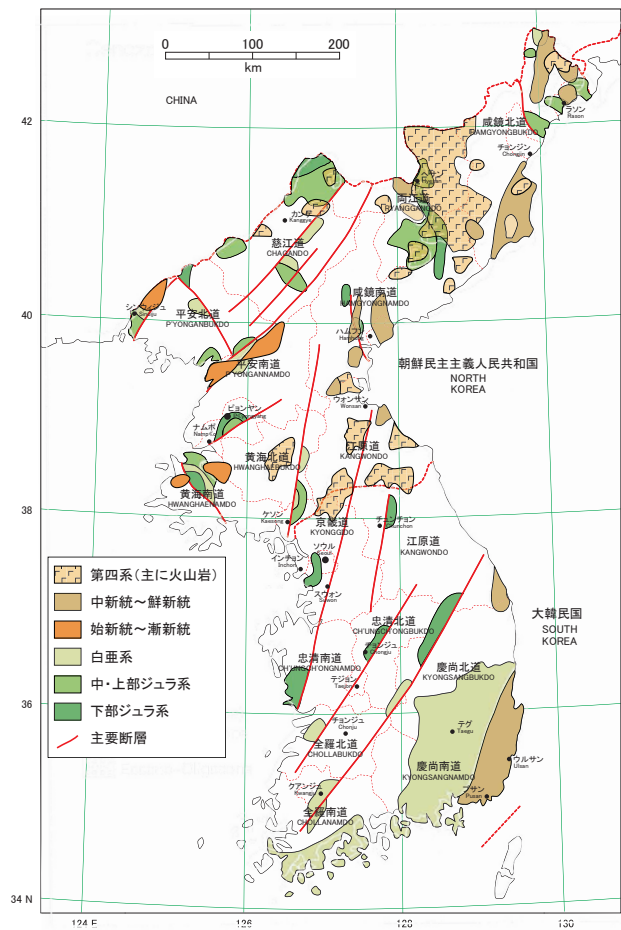 0 100 200
km
CHINA
42
40
38
36
34 N
124 E
126
128
130
咸鏡北道
HAMGYONGBUKDO
ラソン
Rason
チョンジン
Chongjin
両江道
RYANGGANGDO
カンゲ
Kanggye
慈江道
CHAGANDO
シンウィジュ
Sinuiju
平安北道
P'YONGANBUKDO
咸鏡南道
HAMGYONGNAMDO
ハムフン
平安南道
P'YONGANNAMDO
朝鮮民主主義人民共和国
NORTH
KOREA
ピョンヤン
ナムポ
ウォンサン
Wonsan
黄海北道
HWANGHAEBUKDO
江原道
KANGWONDO
黄海南道
HWANGHAENAMDO
ケソン
Kaesong
京畿道
KYONGGIDO
チュンチョン
Chunchon
江原道
KANGWONDO
ソウル
Seoul
インチョン
Inchon
スウォン
Suwon
忠清北道
CH'UNGCH'ONGBUKDO
チョンジュ
Chongju
忠清南道
CH'UNGCH'ONGNAMDO
テジョン
Taejon
大韓民国
SOUTH
KOREA
慶尚北道
KYONGSANGBUKDO
チョンジュ
Chonju
テグ
Taegu
全羅北道
CHOLLABUKDO
慶尚南道
KYONGSANGNAMDO
ウルサン
Ulsan
プサン
Pusan
クアンジュ
Kwangju
全羅南道
CHOLLANAMDO
第四系(主に火山岩)
中新統～鮮新統
始新統～漸新統
白亜系
中・上部ジュラ系
下部ジュラ系
主要断層